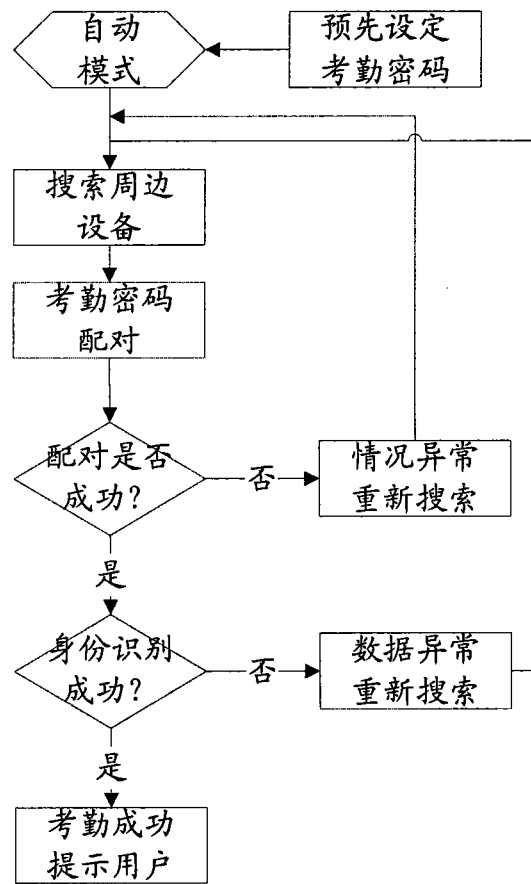 自动
模式
预先设定
考勤密码
搜索周边
设备
考勤密码
配对
配对是否
成功?
否
情况异常
重新搜索
是
身份识别
成功?
否
数据异常
重新搜索
是
考勤成功
提示用户